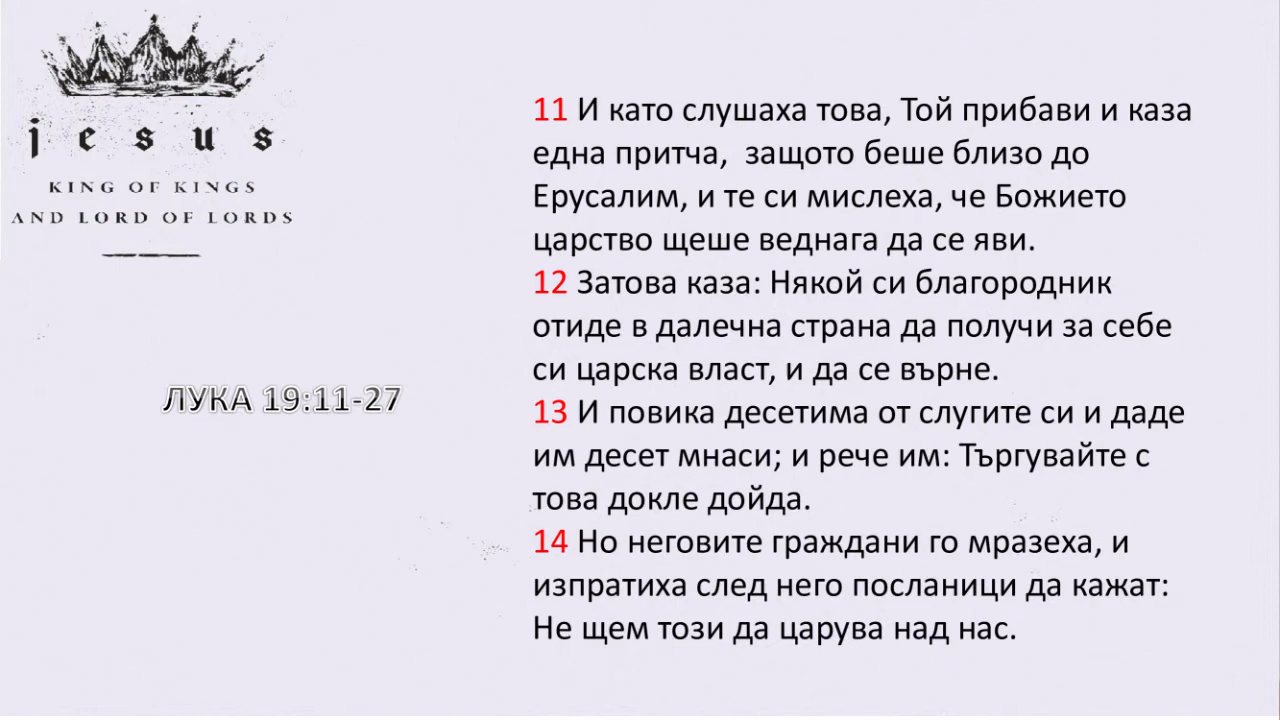 jesus
KING OF KINGS
AND LORD OF LORDS
ЛУКА 19:11-27
11 И като слушаха това, Той прибави и каза
една притча,  защото беше близо до
Ерусалим, и те си мислеха, че Божието
царство щеше веднага да се яви.
12 Затова каза: Някой си благородник
отиде в далечна страна да получи за себе
си царска власт, и да се върне.
13 И повика десетима от слугите си и даде
им десет мнаси; и рече им: Търгувайте с
това докле дойда.
14 Но неговите граждани го мразеха, и
изпратиха след него посланици да кажат:
Не щем този да царува над нас.